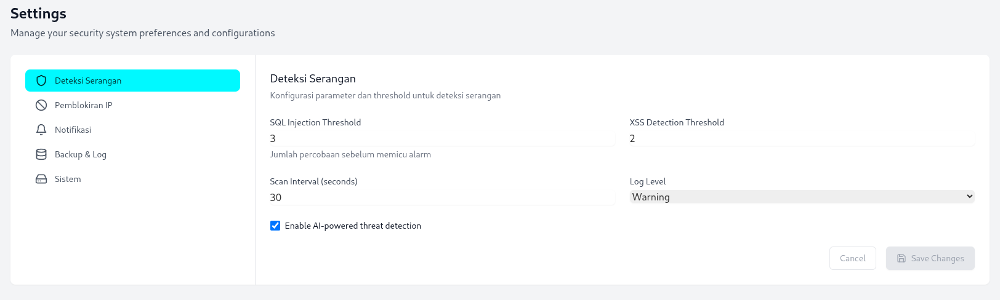 Settings
Manage your security system preferences and configurations
Deteksi Serangan
Pemblokiran IP
Notifikasi
Backup & Log
Sistem
Deteksi Serangan
Konfigurasi parameter dan threshold untuk deteksi serangan
SQL Injection Threshold
3
Jumlah percobaan sebelum memicu alarm
XSS Detection Threshold
2
Scan Interval (seconds)
30
Log Level
Warning
Enable AI-powered threat detection
Cancel
Save Changes